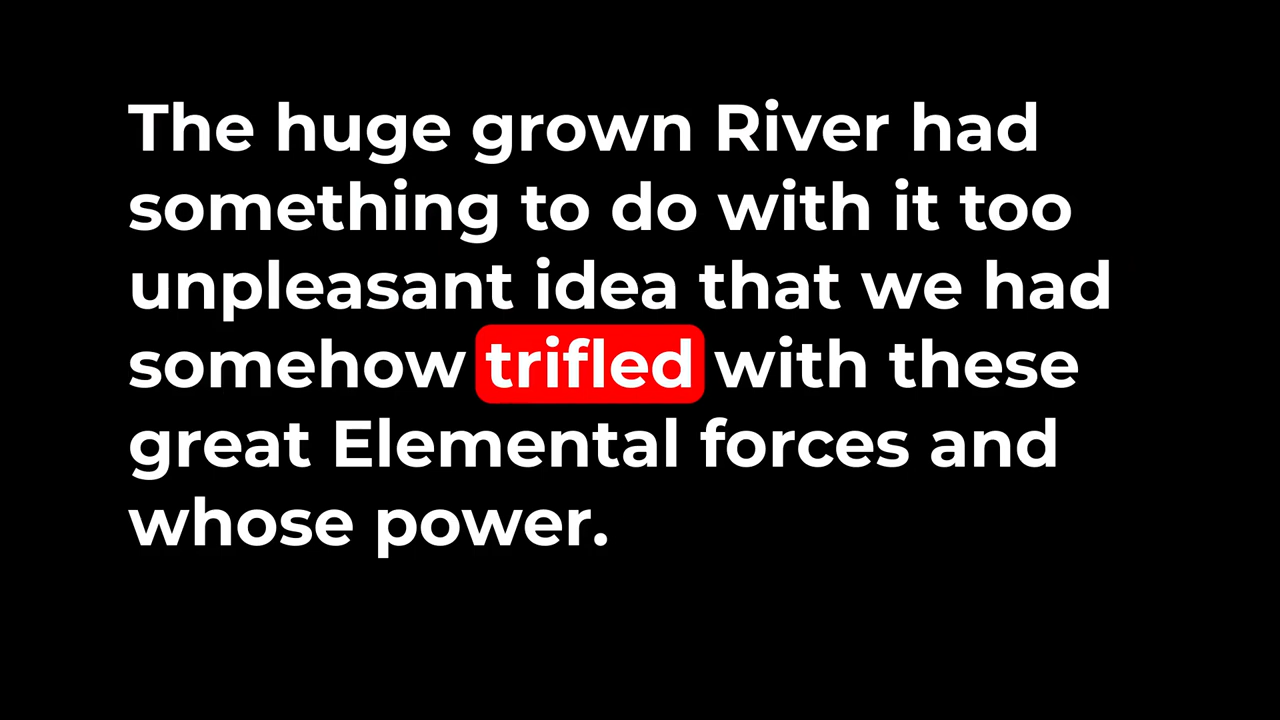 The huge grown River had
something to do with it too
unpleasant idea that we had
somehow trifled with these
great Elemental forces and
whose power.